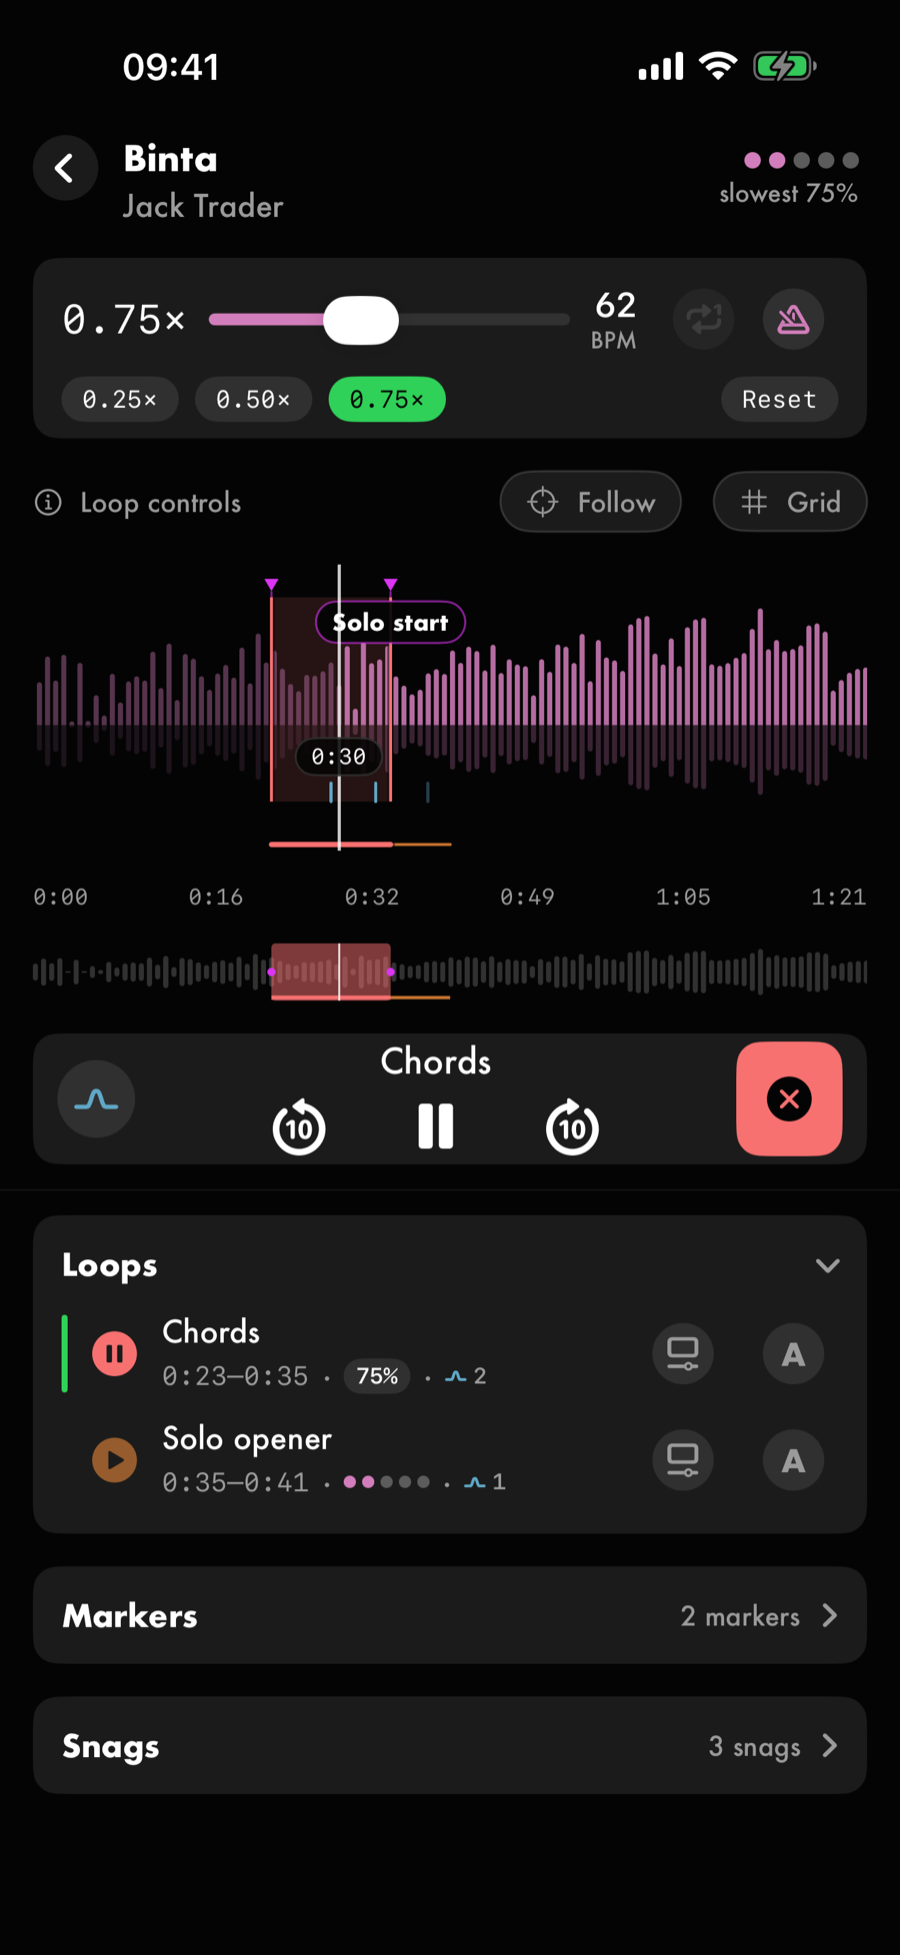 09:41
Binta
Jack Trader
slowest 75%
0.75×
62
BPM
0.25×
0.50×
0.75×
Reset
Loop controls
Follow
Grid
Solo start
0:30
0:00
0:16
0:32
0:49
1:05
1:21
Chords
10
10
Loops
Chords
0:23—0:35 · 75% · 2
A
Solo opener
0:35—0:41 · · 1
A
Markers
2 markers
Snags
3 snags